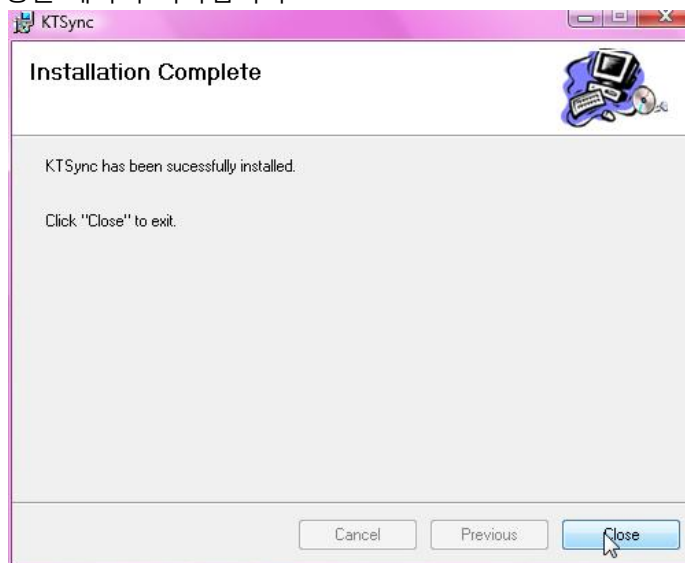 KTSync
Installation Complete
KTSync has been sucessfully installed.
Click "Close" to exit.
Cancel
Previous
Close